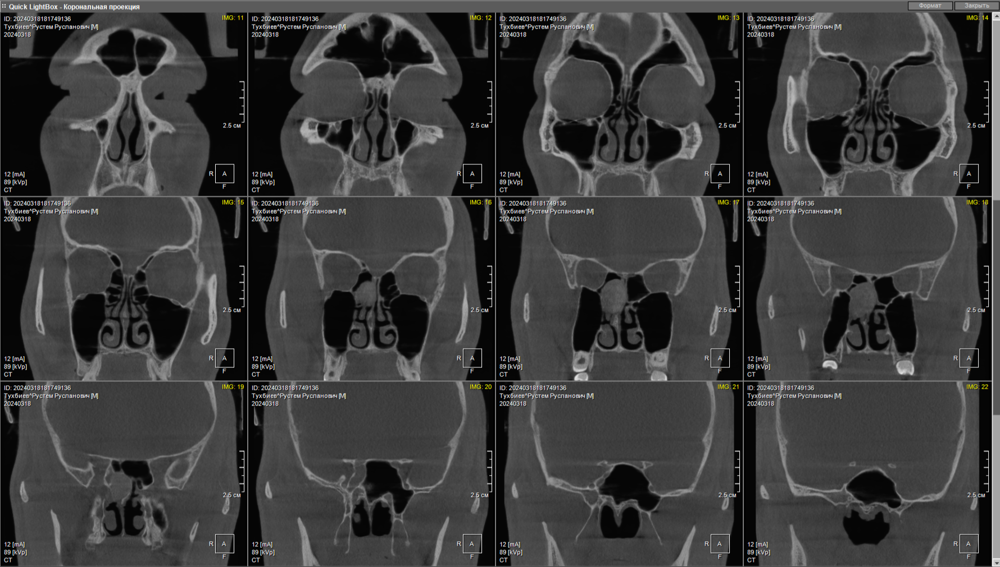 Quick LightBox - Корональная проекция
Формат
Закрыть
ID: 20240318181749136
IMG: 11
Тухбиев^Рустем Русланович [M]
20240318
2.5 см
12 [mA]
89 [kVp]
CT
R
A
F
ID: 20240318181749136
IMG: 12
Тухбиев^Рустем Русланович [M]
20240318
2.5 см
12 [mA]
89 [kVp]
CT
R
A
F
ID: 20240318181749136
IMG: 13
Тухбиев^Рустем Русланович [M]
20240318
2.5 см
12 [mA]
89 [kVp]
CT
R
A
F
ID: 20240318181749136
IMG: 14
Тухбиев^Рустем Русланович [M]
20240318
2.5 см
12 [mA]
89 [kVp]
CT
R
A
F
ID: 20240318181749136
IMG: 15
Тухбиев^Рустем Русланович [M]
20240318
2.5 см
12 [mA]
89 [kVp]
CT
R
A
F
ID: 20240318181749136
IMG: 16
Тухбиев^Рустем Русланович [M]
20240318
2.5 см
12 [mA]
89 [kVp]
CT
R
A
F
ID: 20240318181749136
IMG: 17
Тухбиев^Рустем Русланович [M]
20240318
2.5 см
12 [mA]
89 [kVp]
CT
R
A
F
ID: 20240318181749136
IMG: 18
Тухбиев^Рустем Русланович [M]
20240318
2.5 см
12 [mA]
89 [kVp]
CT
R
A
F
ID: 20240318181749136
IMG: 19
Тухбиев^Рустем Русланович [M]
20240318
2.5 см
12 [mA]
89 [kVp]
CT
R
A
F
ID: 20240318181749136
IMG: 20
Тухбиев^Рустем Русланович [M]
20240318
2.5 см
12 [mA]
89 [kVp]
CT
R
A
F
ID: 20240318181749136
IMG: 21
Тухбиев^Рустем Русланович [M]
20240318
2.5 см
12 [mA]
89 [kVp]
CT
R
A
F
ID: 20240318181749136
IMG: 22
Тухбиев^Рустем Русланович [M]
20240318
2.5 см
12 [mA]
89 [kVp]
CT
R
A
F